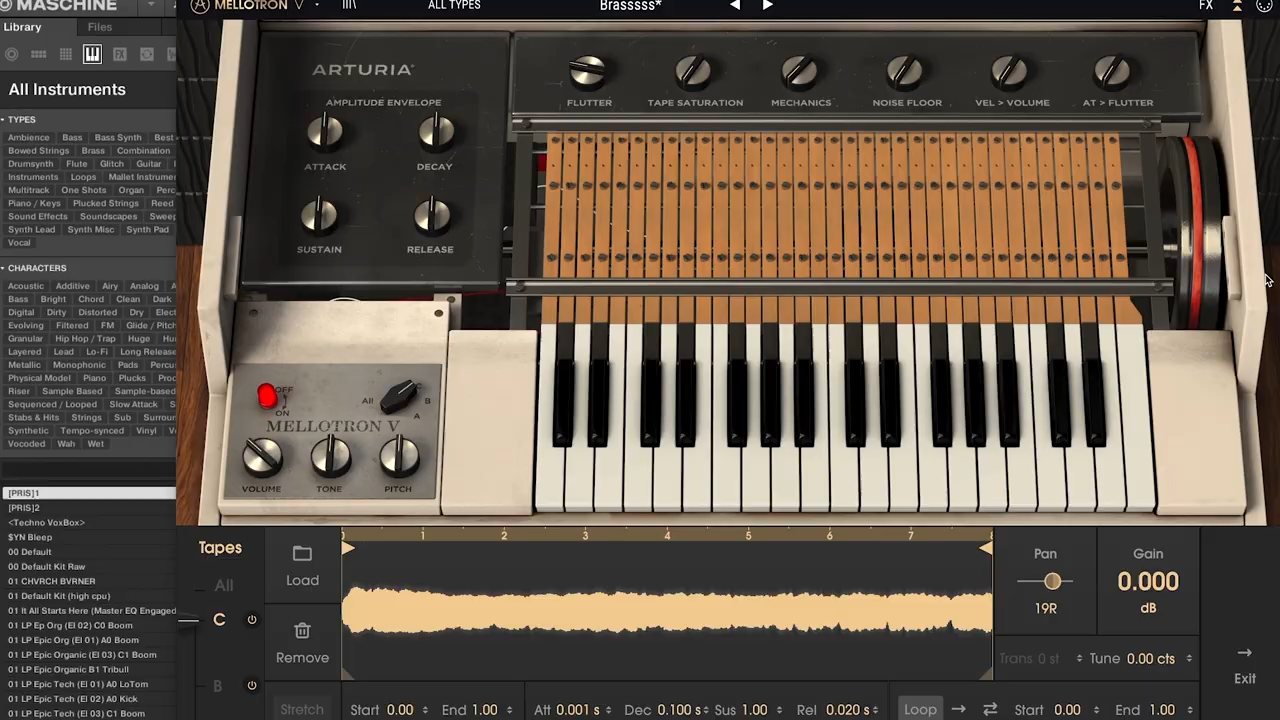 MASCHINE
MELLOTRON V
ALL TYPES
Brasssss*
FX
Library
Files
All Instruments
TYPES
Ambience Bass Bass Synth Best
Bowed Strings Brass Combination
Drumsynth Flute Glitch Guitar
Instruments Loops Mallet Instrumen
Multitrack One Shots Organ Perc
Piano / Keys Plucked Strings Reed
Sound Effects Soundscapes Sweep
Synth Lead Synth Misc Synth Pad
Vocal
CHARACTERS
Acoustic Additive Airy Analog
Bass Bright Chord Clean Dark
Digital Dirty Distorted Dry Elect
Evolving Filtered FM Glide / Pitch
Granular Hip Hop / Trap Huge Hu
Layered Lead Lo-Fi Long Release
Metallic Monophonic Pads Percus
Physical Model Piano Plucks Proc
Riser Sample Based Sample-based
Sequenced / Looped Slow Attack S
Stabs & Hits Strings Sub Surroun
Synthetic Tempo-synced Vinyl V
Vocoded Wah Wet
[PRIS]1
[PRIS]2
<Techno VoxBox>
$YN Bleep
00 Default
00 Default Kit Raw
01 CHVRCH BVRNER
01 Default Kit (high cpu)
01 It All Starts Here (Master EQ Engaged
01 LP Ep Org (El 02) C0 Boom
01 LP Epic Org (El 01) A0 Boom
01 LP Epic Organic (El 03) C1 Boom
01 LP Epic Organic B1 Tribull
01 LP Epic Tech (El 01) A0 LoTom
01 LP Epic Tech (El 02) A0 Kick
01 LP Epic Tech (El 03) C1 Boom
ARTURIA
AMPLITUDE ENVELOPE
ATTACK DECAY
SUSTAIN RELEASE
FLUTTER TAPE SATURATION MECHANICS NOISE FLOOR VEL > VOLUME AT > FLUTTER
OFF
ON
All C B A
MELLOTRON V
VOLUME TONE PITCH
Tapes
All
C
B
Load
Remove
0 1 2 3 4 5 6 7 8
Pan
19R
Gain
0.000
dB
Trans 0 st Tune 0.00 cts
Exit
Stretch Start 0.00 End 1.00 Att 0.001 s Dec 0.100 s Sus 1.00 Rel 0.020 s Loop Start 0.00 End 1.00